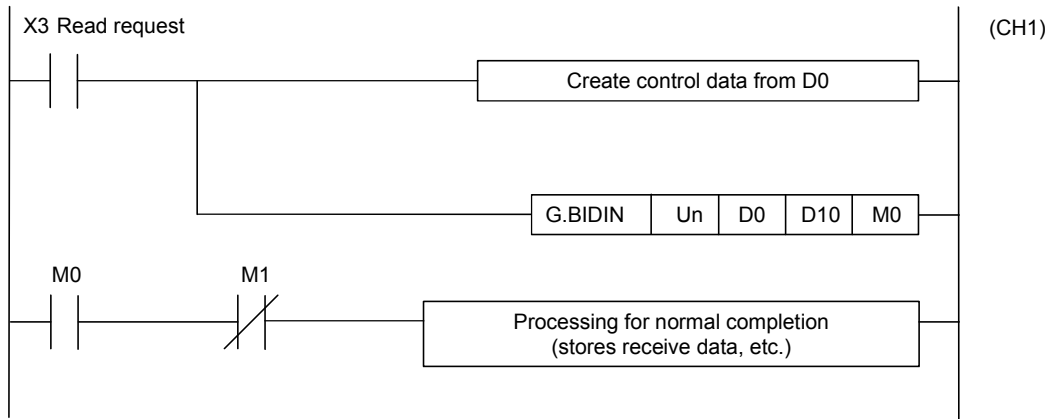 X3 Read request
(CH1)
Create control data from D0
G.BIDIN Un D0 D10 M0
M0 M1
Processing for normal completion
(stores receive data, etc.)